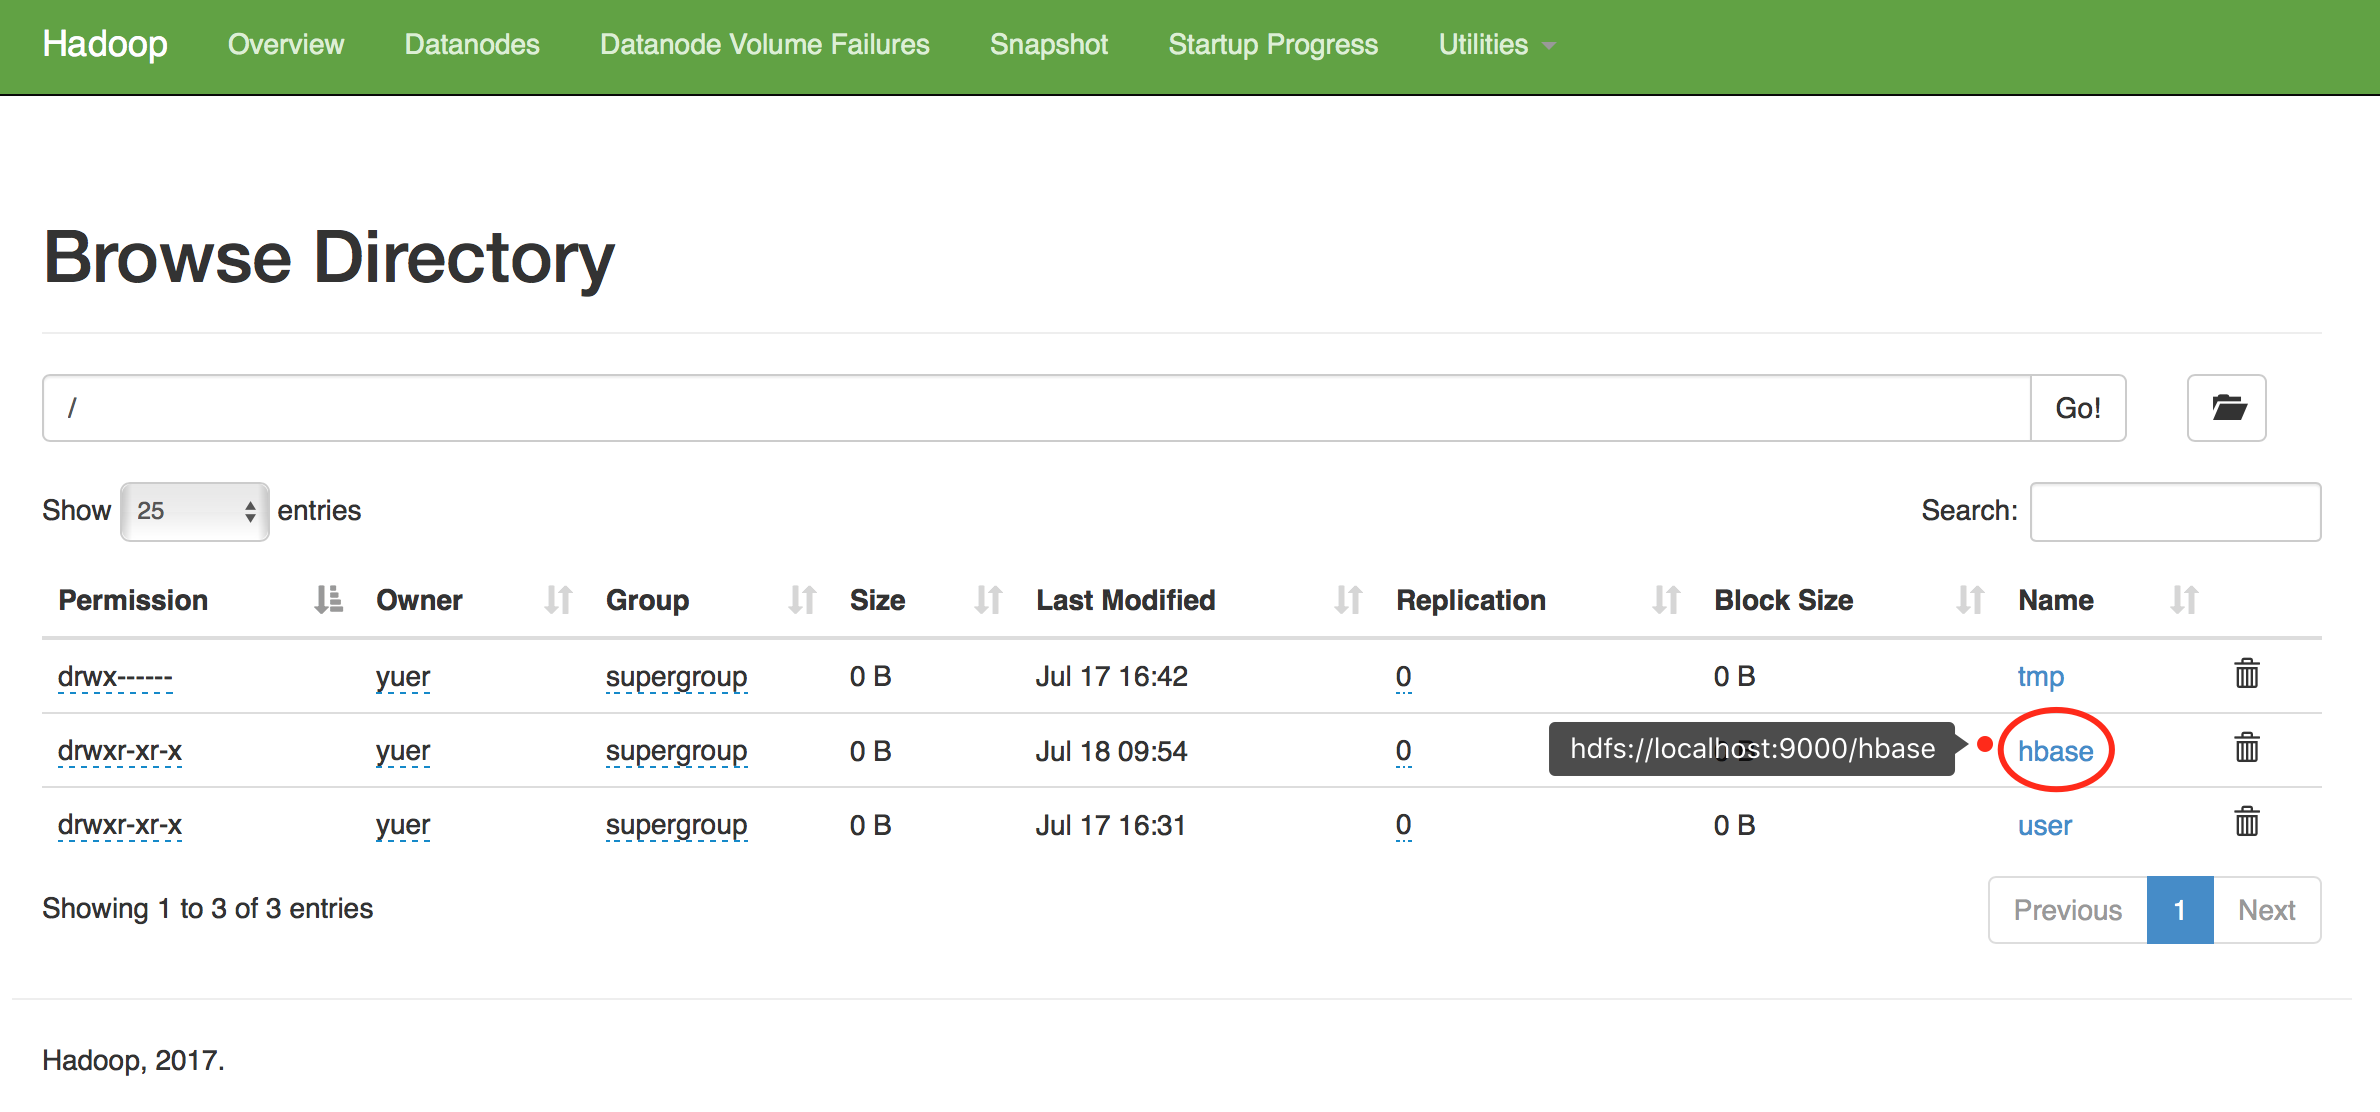 Hadoop Overview Datanodes Datanode Volume Failures Snapshot Startup Progress Utilities
Browse Directory
/ Go!
Show 25 entries Search:
Permission Owner Group Size Last Modified Replication Block Size Name
drwx------ yuer supergroup 0 B Jul 17 16:42 0 0 B tmp
drwxr-xr-x yuer supergroup 0 B Jul 18 09:54 0 hdfs://localhost:9000/hbase hbase
drwxr-xr-x yuer supergroup 0 B Jul 17 16:31 0 0 B user
Showing 1 to 3 of 3 entries Previous 1 Next
Hadoop, 2017.